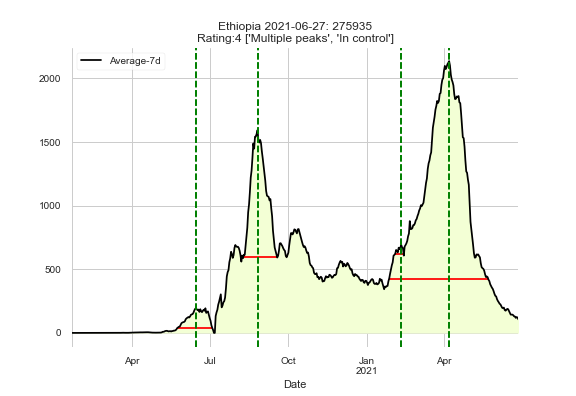 Ethiopia 2021-06-27: 275935
Rating:4 ['Multiple peaks', 'In control']
Average-7d
2000
1500
1000
500
0
Apr
Jul
Oct
Jan
2021
Apr
Date